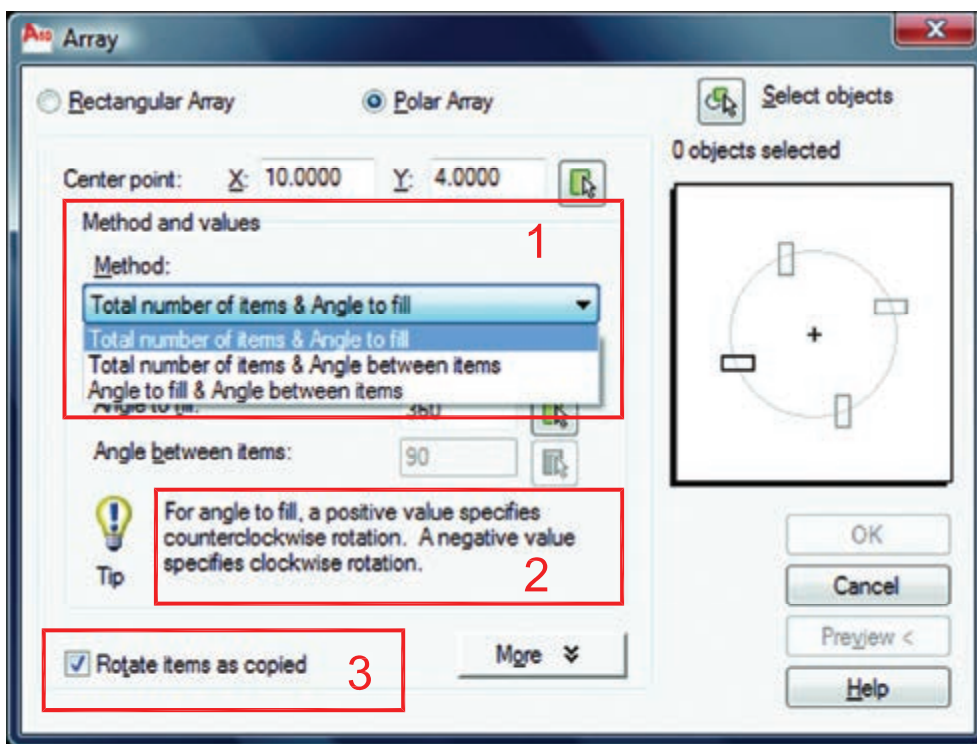 Array
Rectangular Array Polar Array Select objects
0 objects selected
Center point: X: 10.0000 Y: 4.0000
Method and values
1
Method:
Total number of items & Angle to fill
Total number of items & Angle to fill
Total number of items & Angle between items
Angle to fill & Angle between items
Angle to fill: 360
Angle between items: 90
For angle to fill, a positive value specifies
counterclockwise rotation. A negative value
specifies clockwise rotation.
Tip
2
OK
Cancel
Rotate items as copied 3 More
Preview <
Help